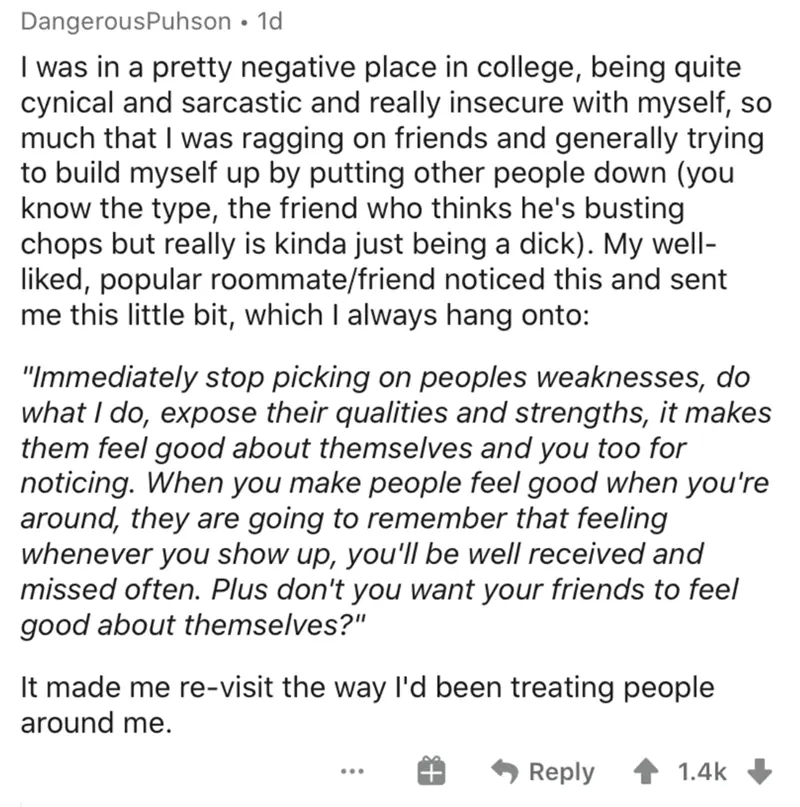 DangerousPuhson • 1d
I was in a pretty negative place in college, being quite
cynical and sarcastic and really insecure with myself, so
much that I was ragging on friends and generally trying
to build myself up by putting other people down (you
know the type, the friend who thinks he's busting
chops but really is kinda just being a dick). My well-
liked, popular roommate/friend noticed this and sent
me this little bit, which I always hang onto:
"Immediately stop picking on peoples weaknesses, do
what I do, expose their qualities and strengths, it makes
them feel good about themselves and you too for
noticing. When you make people feel good when you're
around, they are going to remember that feeling
whenever you show up, you'll be well received and
missed often. Plus don't you want your friends to feel
good about themselves?"
It made me re-visit the way I'd been treating people
around me.
... Reply 1.4k